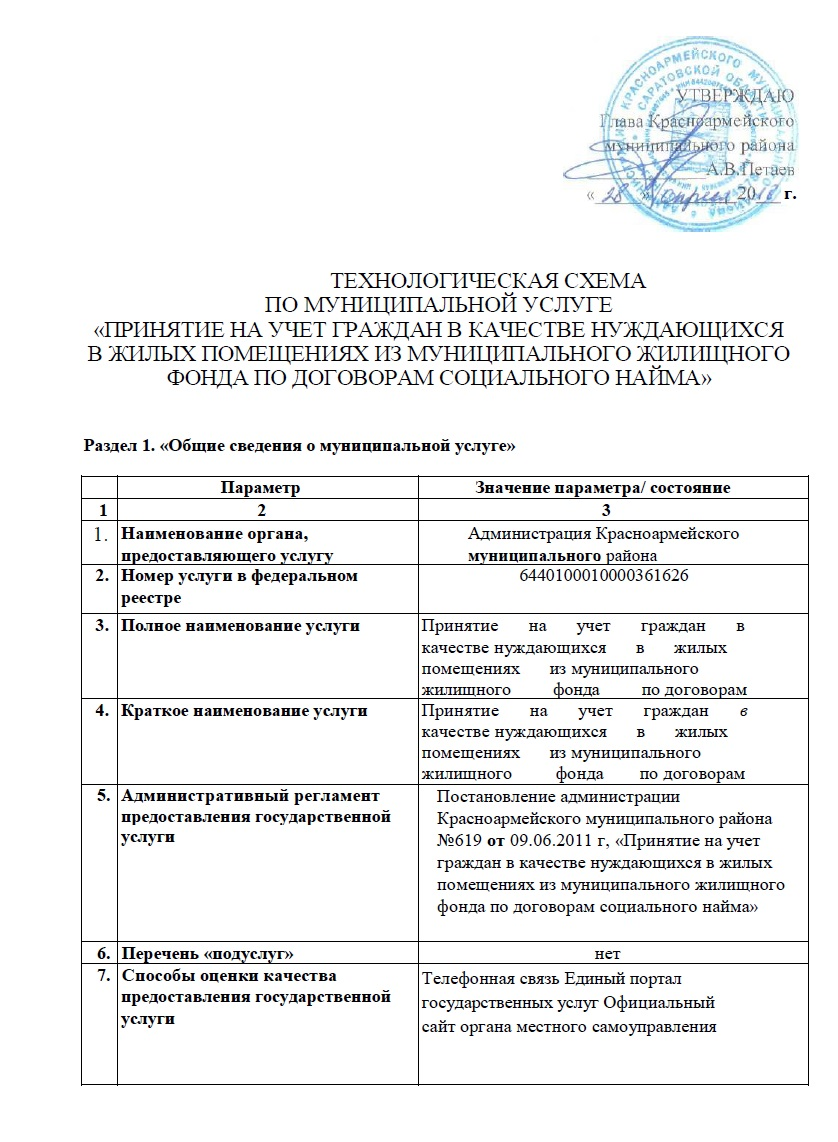 УТВЕРЖДАЮ
Глава Красноармейского
муниципального района
А.В.Петаев
« 28 » апреля 2016 г.
ТЕХНОЛОГИЧЕСКАЯ СХЕМА
ПО МУНИЦИПАЛЬНОЙ УСЛУГЕ
«ПРИНЯТИЕ НА УЧЕТ ГРАЖДАН В КАЧЕСТВЕ НУЖДАЮЩИХСЯ
В ЖИЛЫХ ПОМЕЩЕНИЯХ ИЗ МУНИЦИПАЛЬНОГО ЖИЛИЩНОГО
ФОНДА ПО ДОГОВОРАМ СОЦИАЛЬНОГО НАЙМА»
Раздел 1. «Общие сведения о муниципальной услуге»
Параметр Значение параметра/ состояние
1 2 3
1. Наименование органа,
предоставляющего услугу
Администрация Красноармейского
муниципального района
2. Номер услуги в федеральном
реестре
6440100010000361626
3. Полное наименование услуги
Принятие на учет граждан в
качестве нуждающихся в жилых
помещениях из муниципального
жилищного фонда по договорам
4. Краткое наименование услуги
Принятие на учет граждан в
качестве нуждающихся в жилых
помещениях из муниципального
жилищного фонда по договорам
5. Административный регламент
предоставления государственной
услуги
Постановление администрации
Красноармейского муниципального района
№619 от 09.06.2011 г, «Принятие на учет
граждан в качестве нуждающихся в жилых
помещениях из муниципального жилищного
фонда по договорам социального найма»
6. Перечень «подуслуг» нет
7. Способы оценки качества
предоставления государственной
услуги
Телефонная связь Единый портал
государственных услуг Официальный
сайт органа местного самоуправления